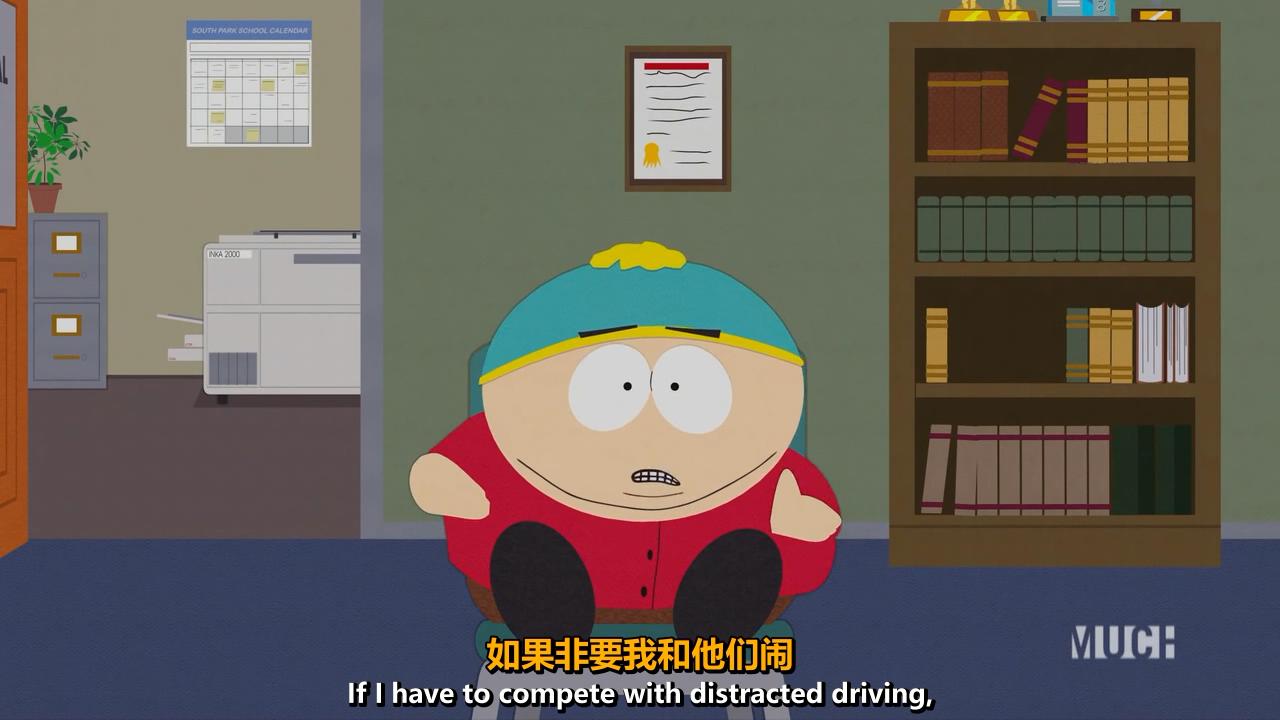 SOUTH PARK SCHOOL CALENDAR
INKA 2000
MUCH
如果非要我和他们闹
If I have to compete with distracted driving,